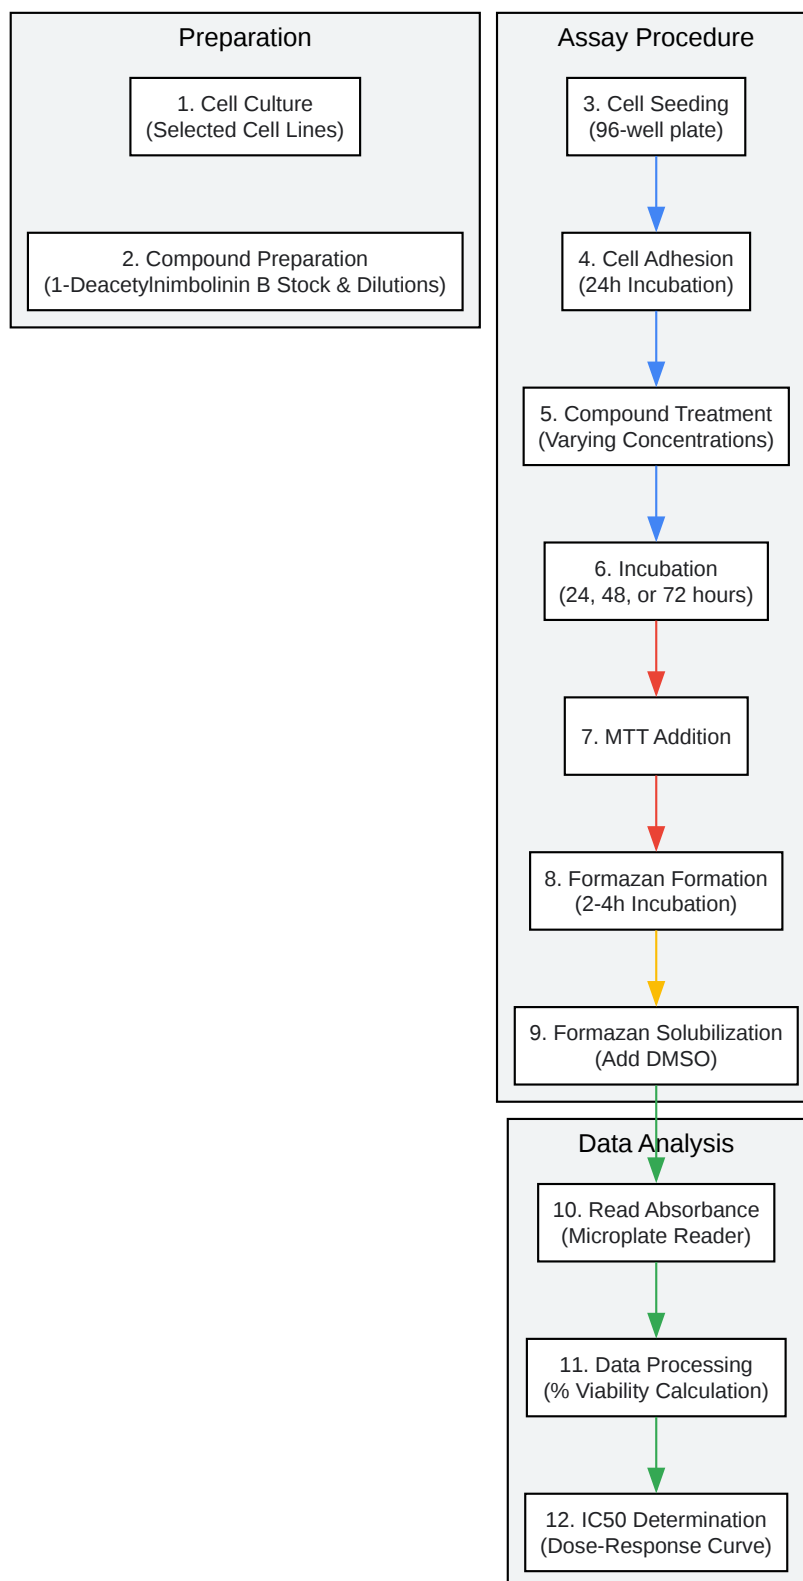 Preparation
1. Cell Culture
(Selected Cell Lines)
2. Compound Preparation
(1-Deacetylnimbolinin B Stock & Dilutions)
Assay Procedure
3. Cell Seeding
(96-well plate)
4. Cell Adhesion
(24h Incubation)
5. Compound Treatment
(Varying Concentrations)
6. Incubation
(24, 48, or 72 hours)
7. MTT Addition
8. Formazan Formation
(2-4h Incubation)
9. Formazan Solubilization
(Add DMSO)
Data Analysis
10. Read Absorbance
(Microplate Reader)
11. Data Processing
(% Viability Calculation)
12. IC50 Determination
(Dose-Response Curve)